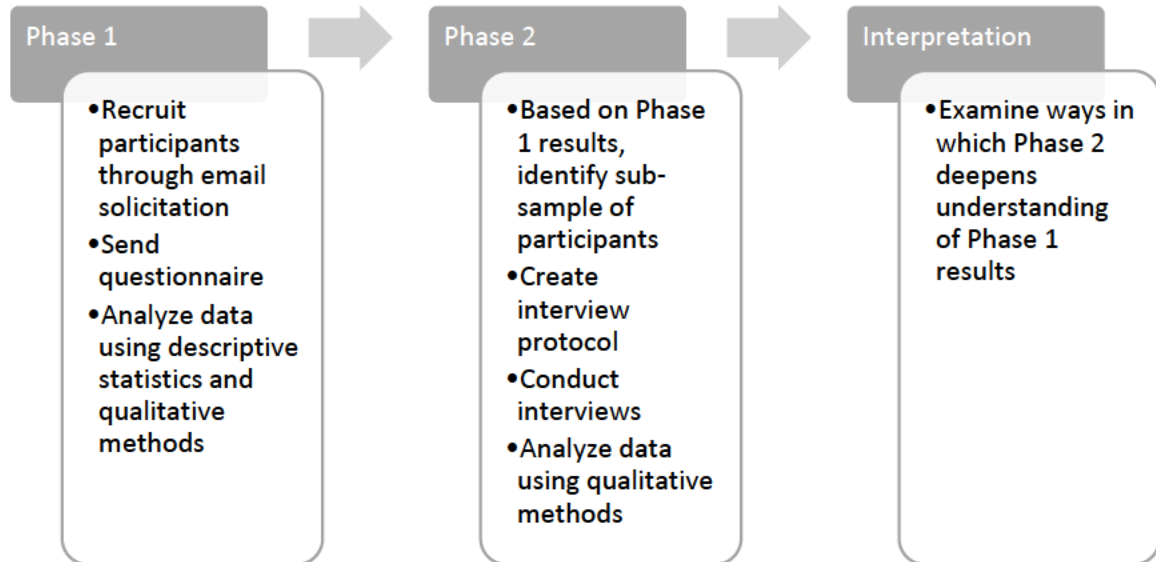 Phase 1
•Recruit
participants
through email
solicitation
•Send
questionnaire
•Analyze data
using descriptive
statistics and
qualitative
methods
Phase 2
•Based on Phase
1 results,
identify sub-
sample of
participants
•Create
interview
protocol
•Conduct
interviews
•Analyze data
using qualitative
methods
Interpretation
•Examine ways in
which Phase 2
deepens
understanding
of Phase 1
results